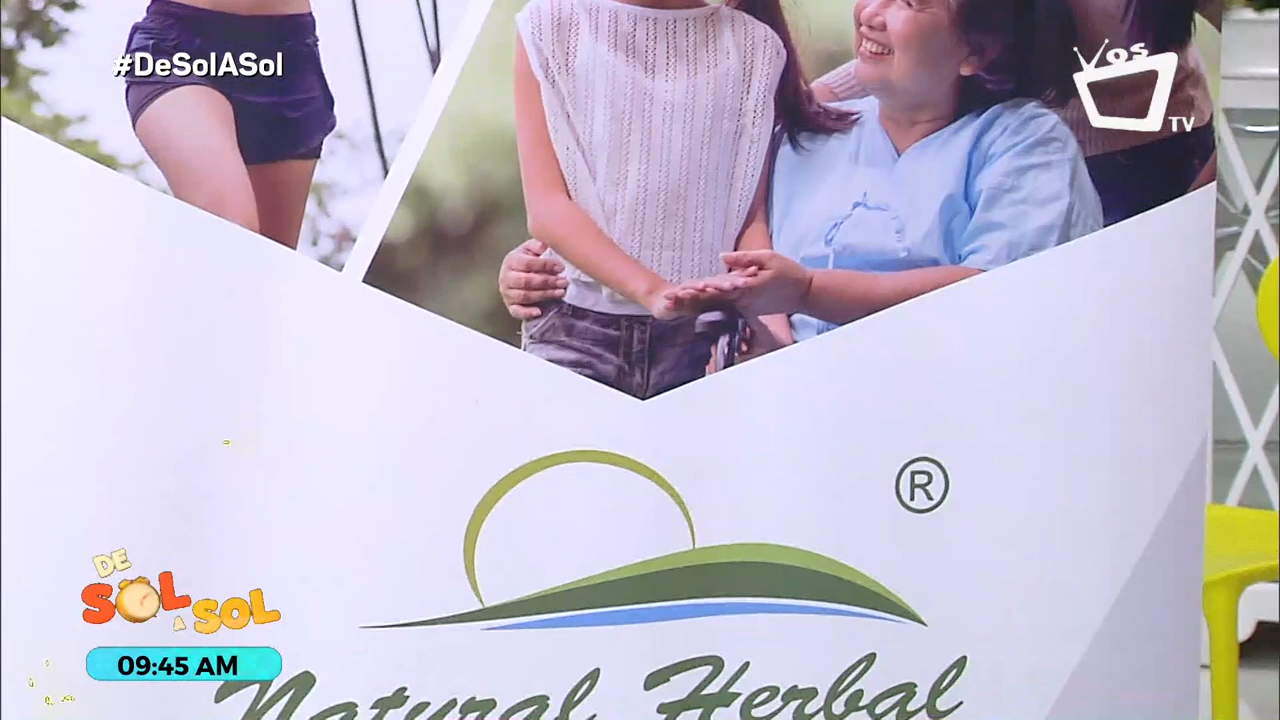 #DeSolASol
VOS
TV
®
DE
SOL
A
SOL
09:45 AM
Natural Herbal